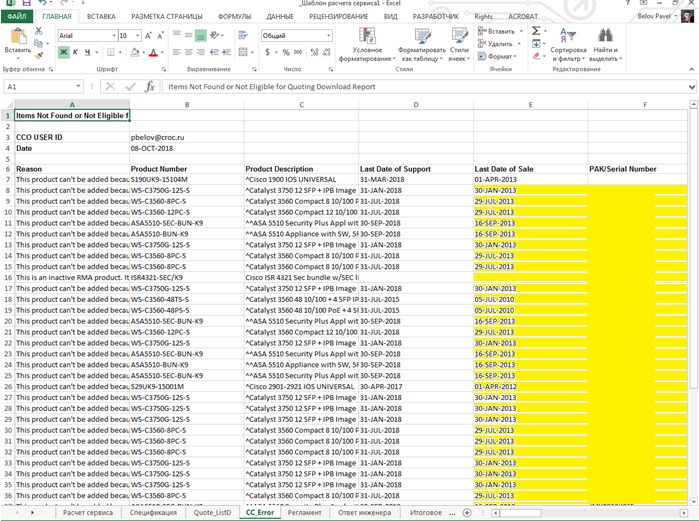 _Шаблон расчета сервиса1 - Excel
ФАЙЛ ГЛАВНАЯ ВСТАВКА РАЗМЕТКА СТРАНИЦЫ ФОРМУЛЫ ДАННЫЕ РЕЦЕНЗИРОВАНИЕ ВИД РАЗРАБОТЧИК Rights ACROBAT Belov Pavel
Вставить Arial 10 Общий Условное форматирование Форматировать как таблицу Стили ячеек Вставить Удалить Формат Сортировка и фильтр Найти и выделить
Буфер обмена Шрифт Выравнивание Число Стили Ячейки Редактирование
A1 Items Not Found or Not Eligible for Quoting Download Report
A B C D E F
1 Items Not Found or Not Eligible f
2
3 CCO USER ID pbelov@croc.ru
4 Date 08-OCT-2018
5
6 Reason Product Number Product Description Last Date of Support Last Date of Sale PAK/Serial Number
7 This product can't be added becau S190UK9-15104M ^Cisco 1900 IOS UNIVERSAL 31-MAR-2018 01-APR-2013
8 This product can't be added becau WS-C3750G-12S-S ^Catalyst 3750 12 SFP + IPB Image 31-JAN-2018 30-JAN-2013
9 This product can't be added becau WS-C3560-8PC-S ^Catalyst 3560 Compact 8 10/100 F 31-JUL-2018 29-JUL-2013
10 This product can't be added becau WS-C3560-12PC-S ^Catalyst 3560 Compact 12 10/100 31-JUL-2018 29-JUL-2013
11 This product can't be added becau ASA5510-SEC-BUN-K9 ^^ASA 5510 Security Plus Appl wit 30-SEP-2018 16-SEP-2013
12 This product can't be added becau ASA5510-BUN-K9 ^^ASA 5510 Appliance with SW, 5F 30-SEP-2018 16-SEP-2013
13 This product can't be added becau WS-C3750G-12S-S ^Catalyst 3750 12 SFP + IPB Image 31-JAN-2018 30-JAN-2013
14 This product can't be added becau WS-C3560-8PC-S ^Catalyst 3560 Compact 8 10/100 F 31-JUL-2018 29-JUL-2013
15 This product can't be added becau WS-C3560-8PC-S ^Catalyst 3560 Compact 8 10/100 F 31-JUL-2018 29-JUL-2013
16 This is an inactive RMA product. It ISR4321-SEC/K9 Cisco ISR 4321 Sec bundle w/SEC li
17 This product can't be added becau WS-C3750G-12S-S ^Catalyst 3750 12 SFP + IPB Image 31-JAN-2018 30-JAN-2013
18 This product can't be added becau WS-C3560-48TS-S ^Catalyst 3560 48 10/100 + 4 SFP IP 31-JUL-2015 05-JUL-2010
19 This product can't be added becau WS-C3560-48PS-S ^Catalyst 3560 48 10/100 PoE + 4 SF 31-JUL-2015 05-JUL-2010
20 This product can't be added becau ASA5510-SEC-BUN-K9 ^^ASA 5510 Security Plus Appl wit 30-SEP-2018 16-SEP-2013
21 This product can't be added becau WS-C3560-12PC-S ^Catalyst 3560 Compact 12 10/100 31-JUL-2018 29-JUL-2013
22 This product can't be added becau WS-C3750G-12S-S ^Catalyst 3750 12 SFP + IPB Image 31-JAN-2018 30-JAN-2013
23 This product can't be added becau ASA5510-SEC-BUN-K9 ^^ASA 5510 Security Plus Appl wit 30-SEP-2018 16-SEP-2013
24 This product can't be added becau ASA5510-BUN-K9 ^^ASA 5510 Appliance with SW, 5F 30-SEP-2018 16-SEP-2013
25 This product can't be added becau ASA5510-SEC-BUN-K9 ^^ASA 5510 Security Plus Appl wit 30-SEP-2018 16-SEP-2013
26 This product can't be added becau S29UK9-15001M ^Cisco 2901-2921 IOS UNIVERSAL 30-APR-2017 01-APR-2012
27 This product can't be added becau WS-C3750G-12S-S ^Catalyst 3750 12 SFP + IPB Image 31-JAN-2018 30-JAN-2013
28 This product can't be added becau WS-C3750G-12S-S ^Catalyst 3750 12 SFP + IPB Image 31-JAN-2018 30-JAN-2013
29 This product can't be added becau WS-C3750G-12S-S ^Catalyst 3750 12 SFP + IPB Image 31-JAN-2018 30-JAN-2013
30 This product can't be added becau WS-C3560-8PC-S ^Catalyst 3560 Compact 8 10/100 F 31-JUL-2018 29-JUL-2013
31 This product can't be added becau WS-C3560-8PC-S ^Catalyst 3560 Compact 8 10/100 F 31-JUL-2018 29-JUL-2013
32 This product can't be added becau WS-C3560-8PC-S ^Catalyst 3560 Compact 8 10/100 F 31-JUL-2018 29-JUL-2013
33 This product can't be added becau WS-C3750G-12S-S ^Catalyst 3750 12 SFP + IPB Image 31-JAN-2018 30-JAN-2013
34 This product can't be added becau WS-C3750G-12S-S ^Catalyst 3750 12 SFP + IPB Image 31-JAN-2018 30-JAN-2013
35 This product can't be added becau WS-C3750G-12S-S ^Catalyst 3750 12 SFP + IPB Image 31-JAN-2018 30-JAN-2013
36 This product can't be added becau WS-C3560-8PC-S ^Catalyst 3560 Compact 8 10/100 F 31-JUL-2018 29-JUL-2013
Расчет сервиса Спецификация Quote_ListD CC_Error Регламент Ответ инженера Итоговое ...